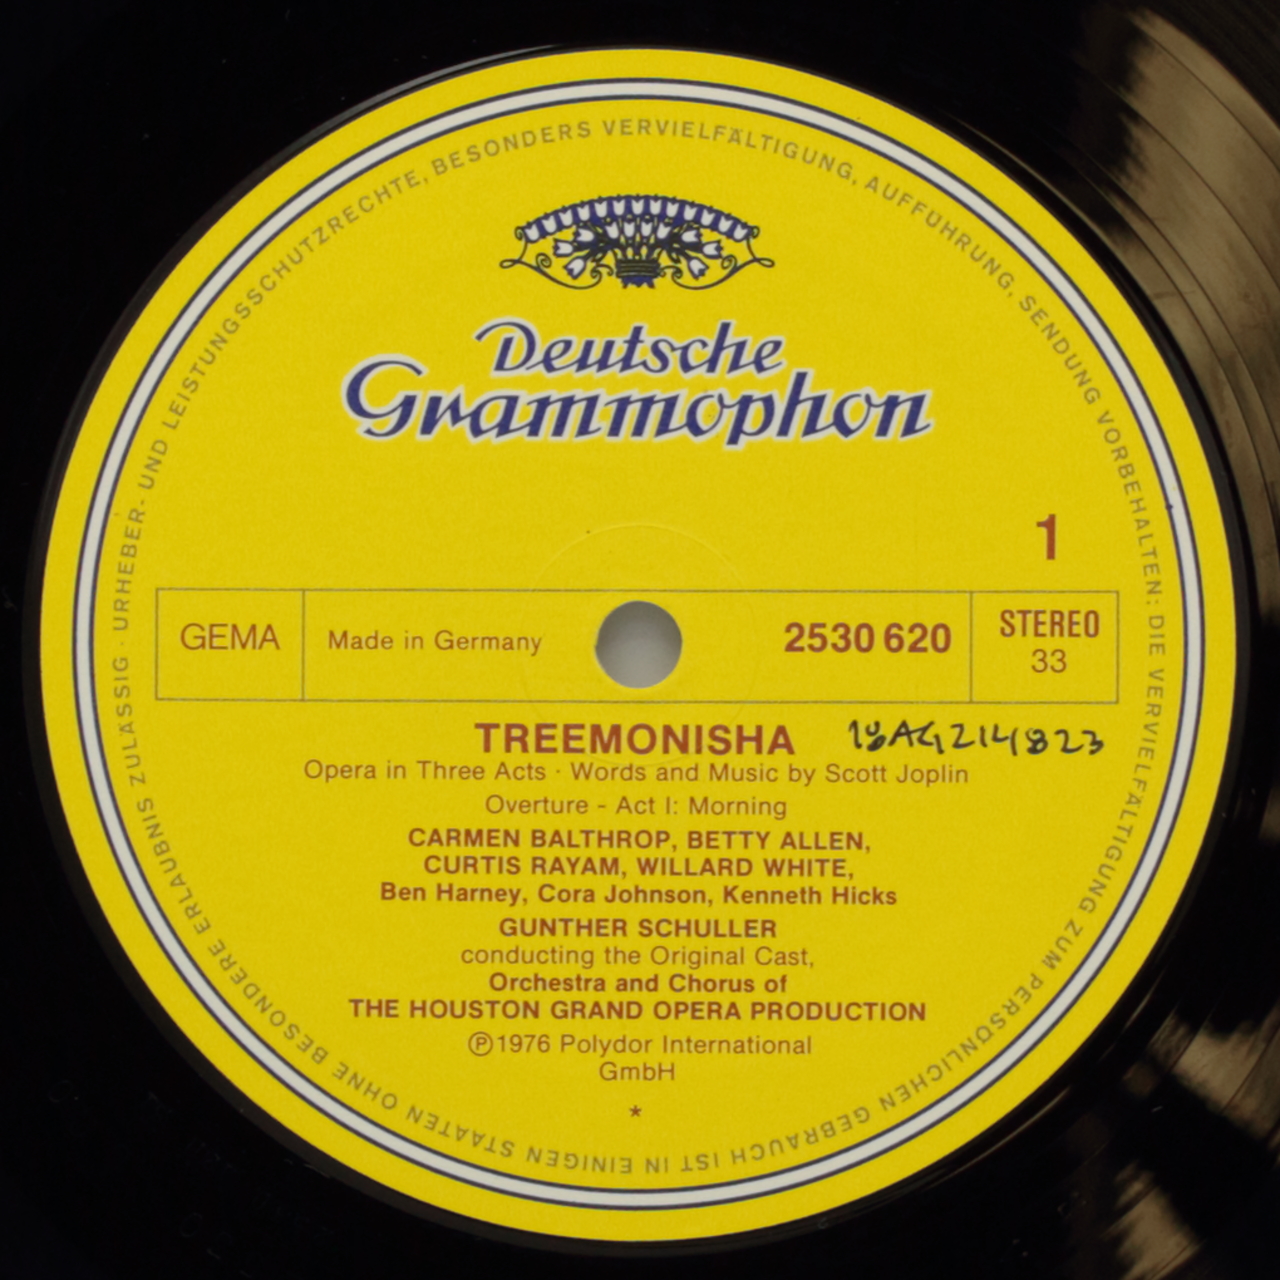 URHEBER- UND LEISTUNGSSCHUTZRECHTE, BESONDERS VERVIELFÄLTIGUNG, AUFFÜHRUNG, SENDUNG VORBEHALTEN; DIE VERVIELFÄLTIGUNG ZUM PERSÖNLICHEN GEBRAUCH IST IN EINIGEN STAATEN OHNE BESONDERE ERLAUBNIS ZULÄSSIG ·
Deutsche
Grammophon
1
GEMA
Made in Germany
2530 620
STEREO
33
TREEMONISHA
Opera in Three Acts · Words and Music by Scott Joplin
Overture - Act I: Morning
CARMEN BALTHROP, BETTY ALLEN,
CURTIS RAYAM, WILLARD WHITE,
Ben Harney, Cora Johnson, Kenneth Hicks
GUNTHER SCHULLER
conducting the Original Cast,
Orchestra and Chorus of
THE HOUSTON GRAND OPERA PRODUCTION
℗1976 Polydor International
GmbH
*